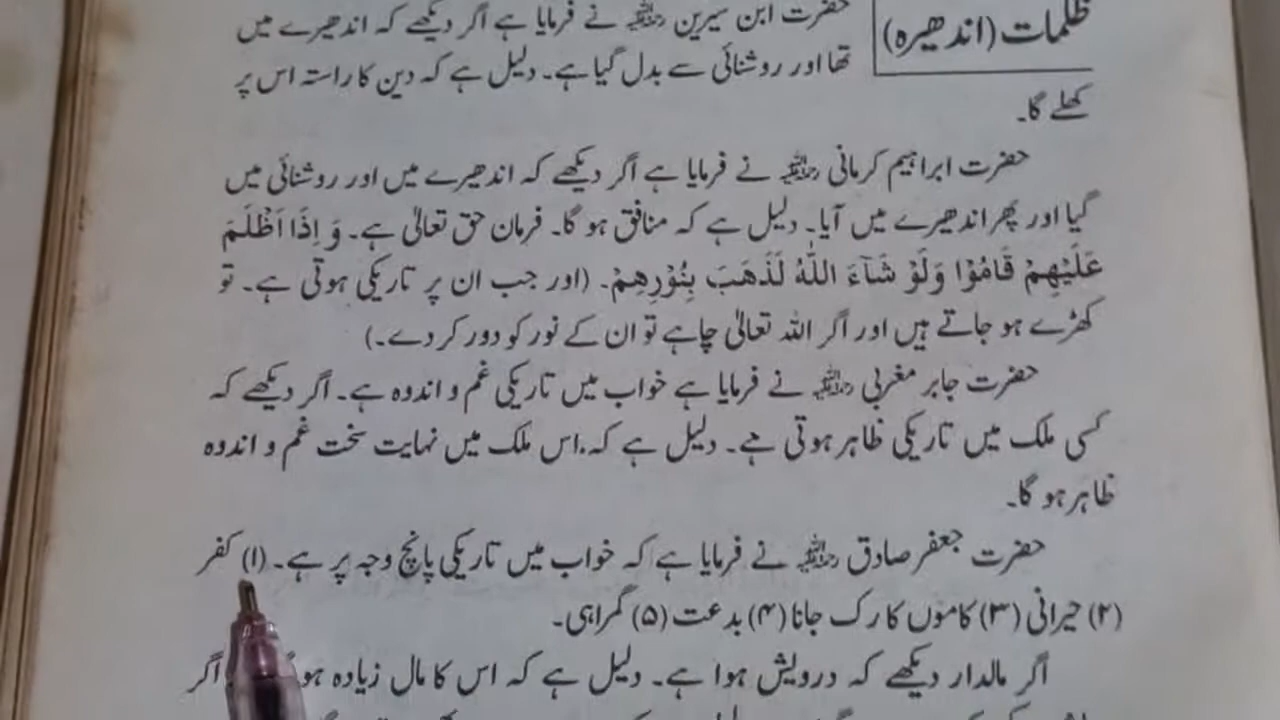 ظلمات (اندھیرہ)
حضرت ابن سیرین رحمۃ اللہ علیہ نے فرمایا ہے اگر دیکھے کہ اندھیرے میں
تھا اور روشنائی سے بدل گیا ہے۔ دلیل ہے کہ دین کا راستہ اس پر
کھلے گا۔
حضرت ابراہیم کرمانی رحمۃ اللہ علیہ نے فرمایا ہے اگر دیکھے کہ اندھیرے میں اور روشنائی میں
گیا اور پھر اندھیرے میں آیا۔ دلیل ہے کہ منافق ہو گا۔ فرمان حق تعالٰی ہے۔ وَ اِذَا اَظْلَمَ
عَلَیْہِمْ قَامُوْا وَلَوْ شَآءَ اللّٰہُ لَذَھَبَ بِنُوْرِھِمْ۔ (اور جب ان پر تاریکی ہوتی ہے۔ تو
کھڑے ہو جاتے ہیں اور اگر اللہ تعالٰی چاہے تو ان کے نور کو دور کر دے۔)
حضرت جابر مغربی رحمۃ اللہ علیہ نے فرمایا ہے خواب میں تاریکی غم و اندوہ ہے۔ اگر دیکھے کہ
کسی ملک میں تاریکی ظاہر ہوتی ہے۔ دلیل ہے کہ اس ملک میں نہایت سخت غم و اندوہ
ظاہر ہو گا۔
حضرت جعفر صادق رحمۃ اللہ علیہ نے فرمایا ہے کہ خواب میں تاریکی پانچ وجہ پر ہے۔ (۱) کفر
(۲) حیرانی (۳) کاموں کا رک جانا (۴) بدعت (۵) گمراہی۔
اگر مالدار دیکھے کہ درویش ہوا ہے۔ دلیل ہے کہ اس کا مال زیادہ ہو اگر